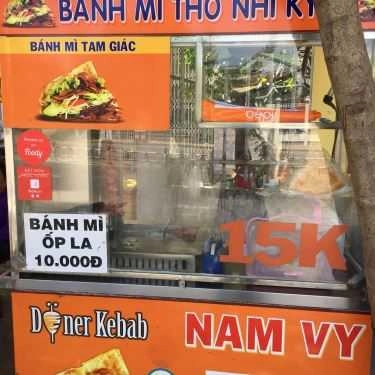 BÁNH MÌ THỔ NHĨ KỲ
BÁNH MÌ TAM GIÁC
Foody
BÁNH MÌ
ỐP LA
10.000Đ
15K
Döner Kebab
NAM VY